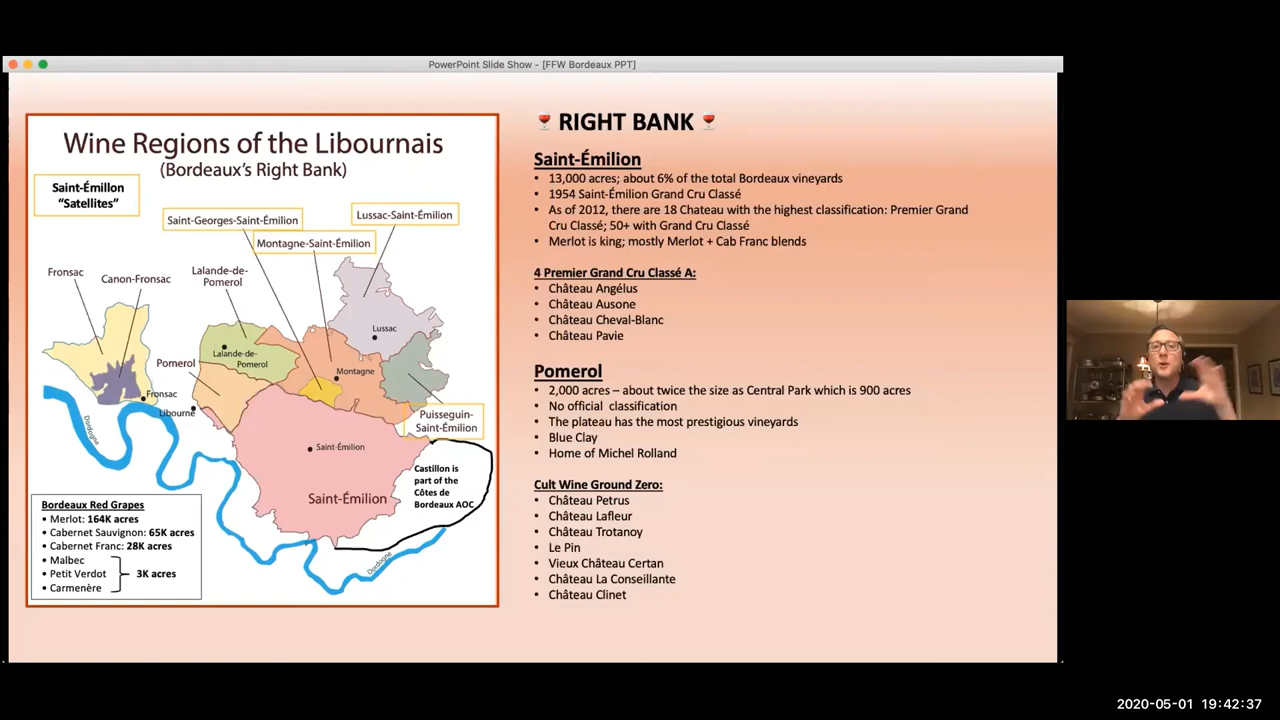 PowerPoint Slide Show - [FFW Bordeaux PPT]
Wine Regions of the Libournais
(Bordeaux's Right Bank)
Saint-Émillon
"Satellites"
Saint-Georges-Saint-Émilion
Lussac-Saint-Émilion
Montagne-Saint-Émilion
Fronsac
Canon-Fronsac
Lalande-de-
Pomerol
Lussac
Lalande-de-
Pomerol
Pomerol
Montagne
Fronsac
Libourne
Puisseguin-
Saint-Émilion
Dordogne
Saint-Émilion
Saint-Émilion
Castillon is
part of the
Côtes de
Bordeaux AOC
Dordogne
Bordeaux Red Grapes
• Merlot: 164K acres
• Cabernet Sauvignon: 65K acres
• Cabernet Franc: 28K acres
• Malbec
• Petit Verdot
• Carmenère
3K acres
RIGHT BANK
Saint-Émilion
• 13,000 acres; about 6% of the total Bordeaux vineyards
• 1954 Saint-Émilion Grand Cru Classé
• As of 2012, there are 18 Chateau with the highest classification: Premier Grand
Cru Classé; 50+ with Grand Cru Classé
• Merlot is king; mostly Merlot + Cab Franc blends
4 Premier Grand Cru Classé A:
• Château Angélus
• Château Ausone
• Château Cheval-Blanc
• Château Pavie
Pomerol
• 2,000 acres – about twice the size as Central Park which is 900 acres
• No official classification
• The plateau has the most prestigious vineyards
• Blue Clay
• Home of Michel Rolland
Cult Wine Ground Zero:
• Château Petrus
• Château Lafleur
• Château Trotanoy
• Le Pin
• Vieux Château Certan
• Château La Conseillante
• Château Clinet
2020-05-01 19:42:37